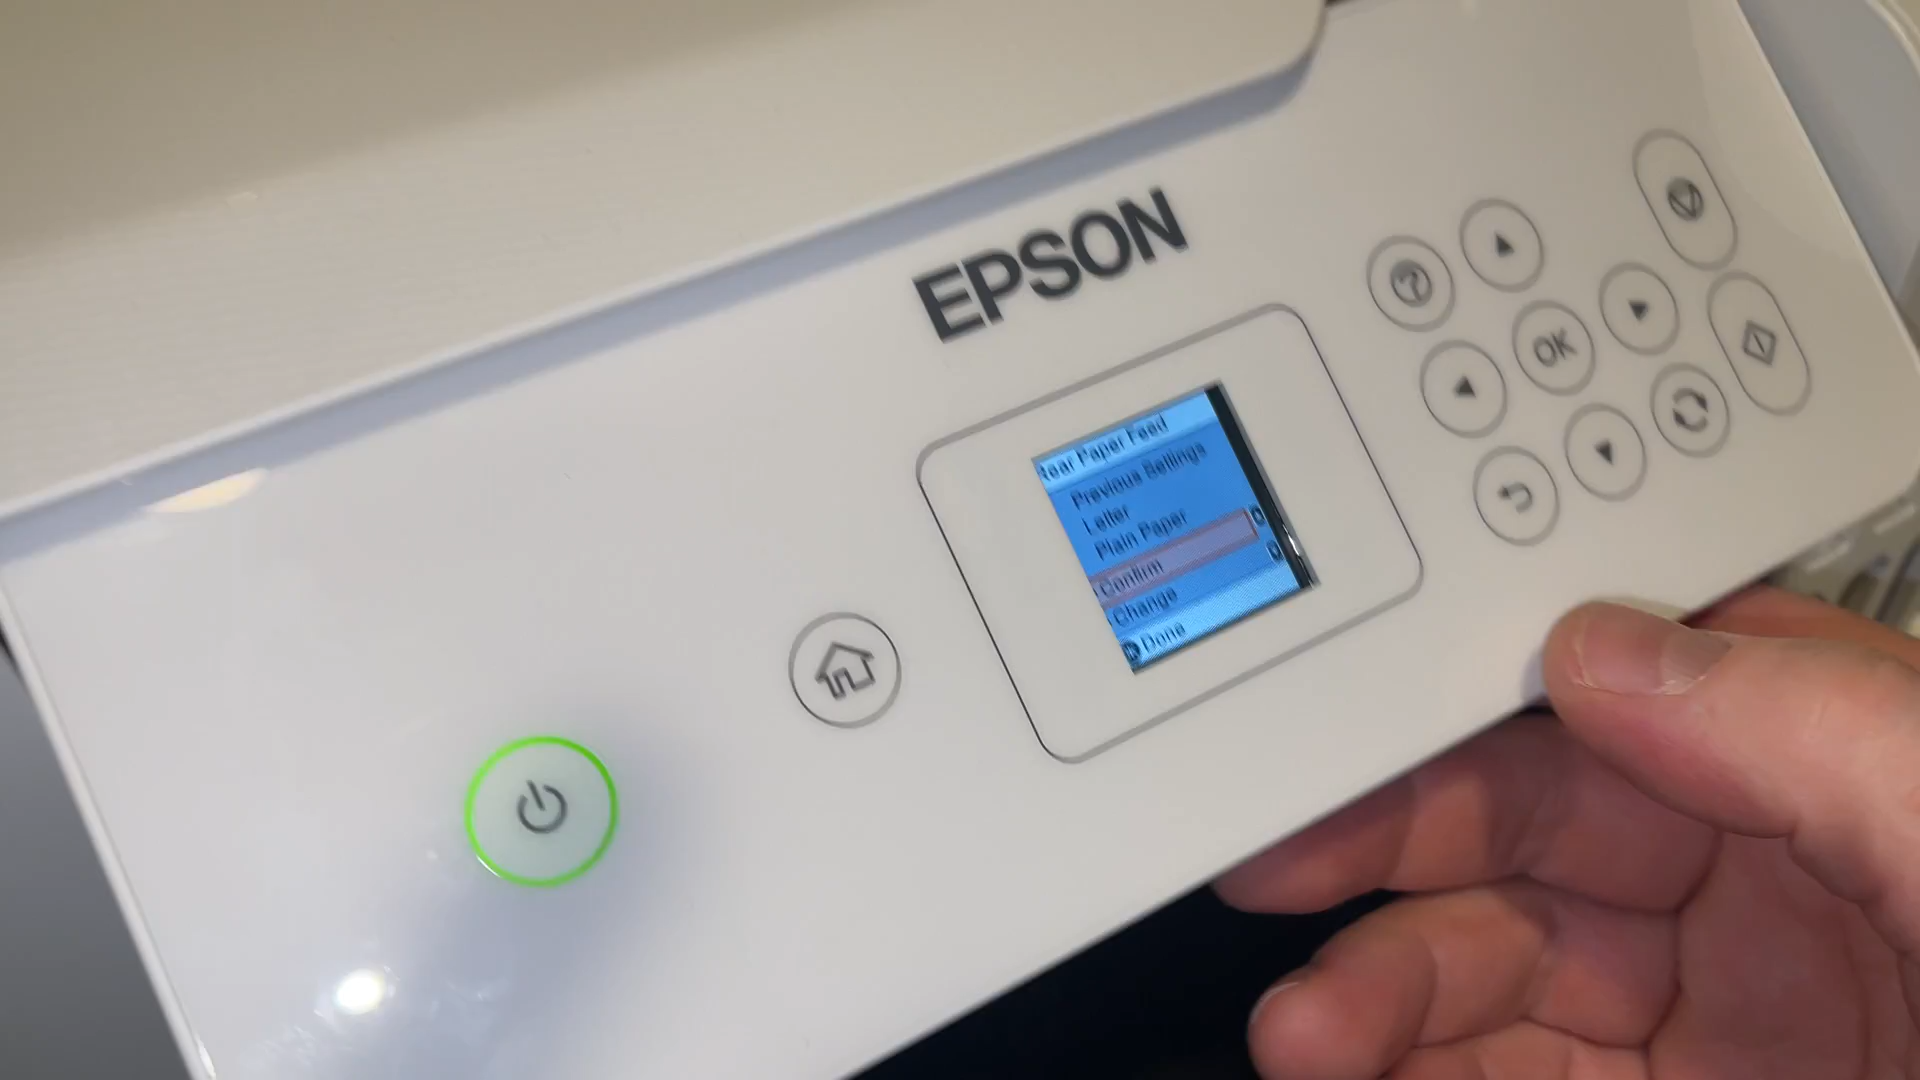 EPSON
Rear Paper Feed
Previous Settings
Letter
Plain Paper
Confirm
Change
Done
?
OK